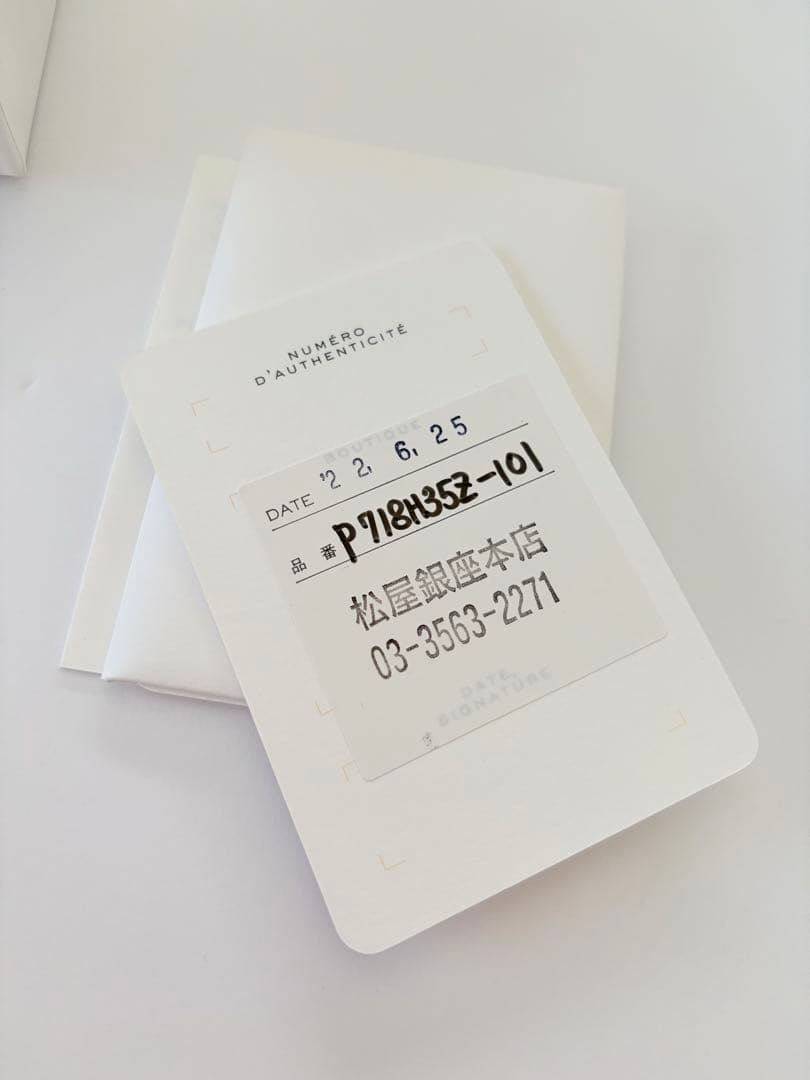 NUMÉRO
D'AUTHENTICITÉ
BOUTIQUE
DATE '22. 6. 25
品 番 P718H35Z-101
松屋銀座本店
03-3563-2271
DATE,
SIGNATURE